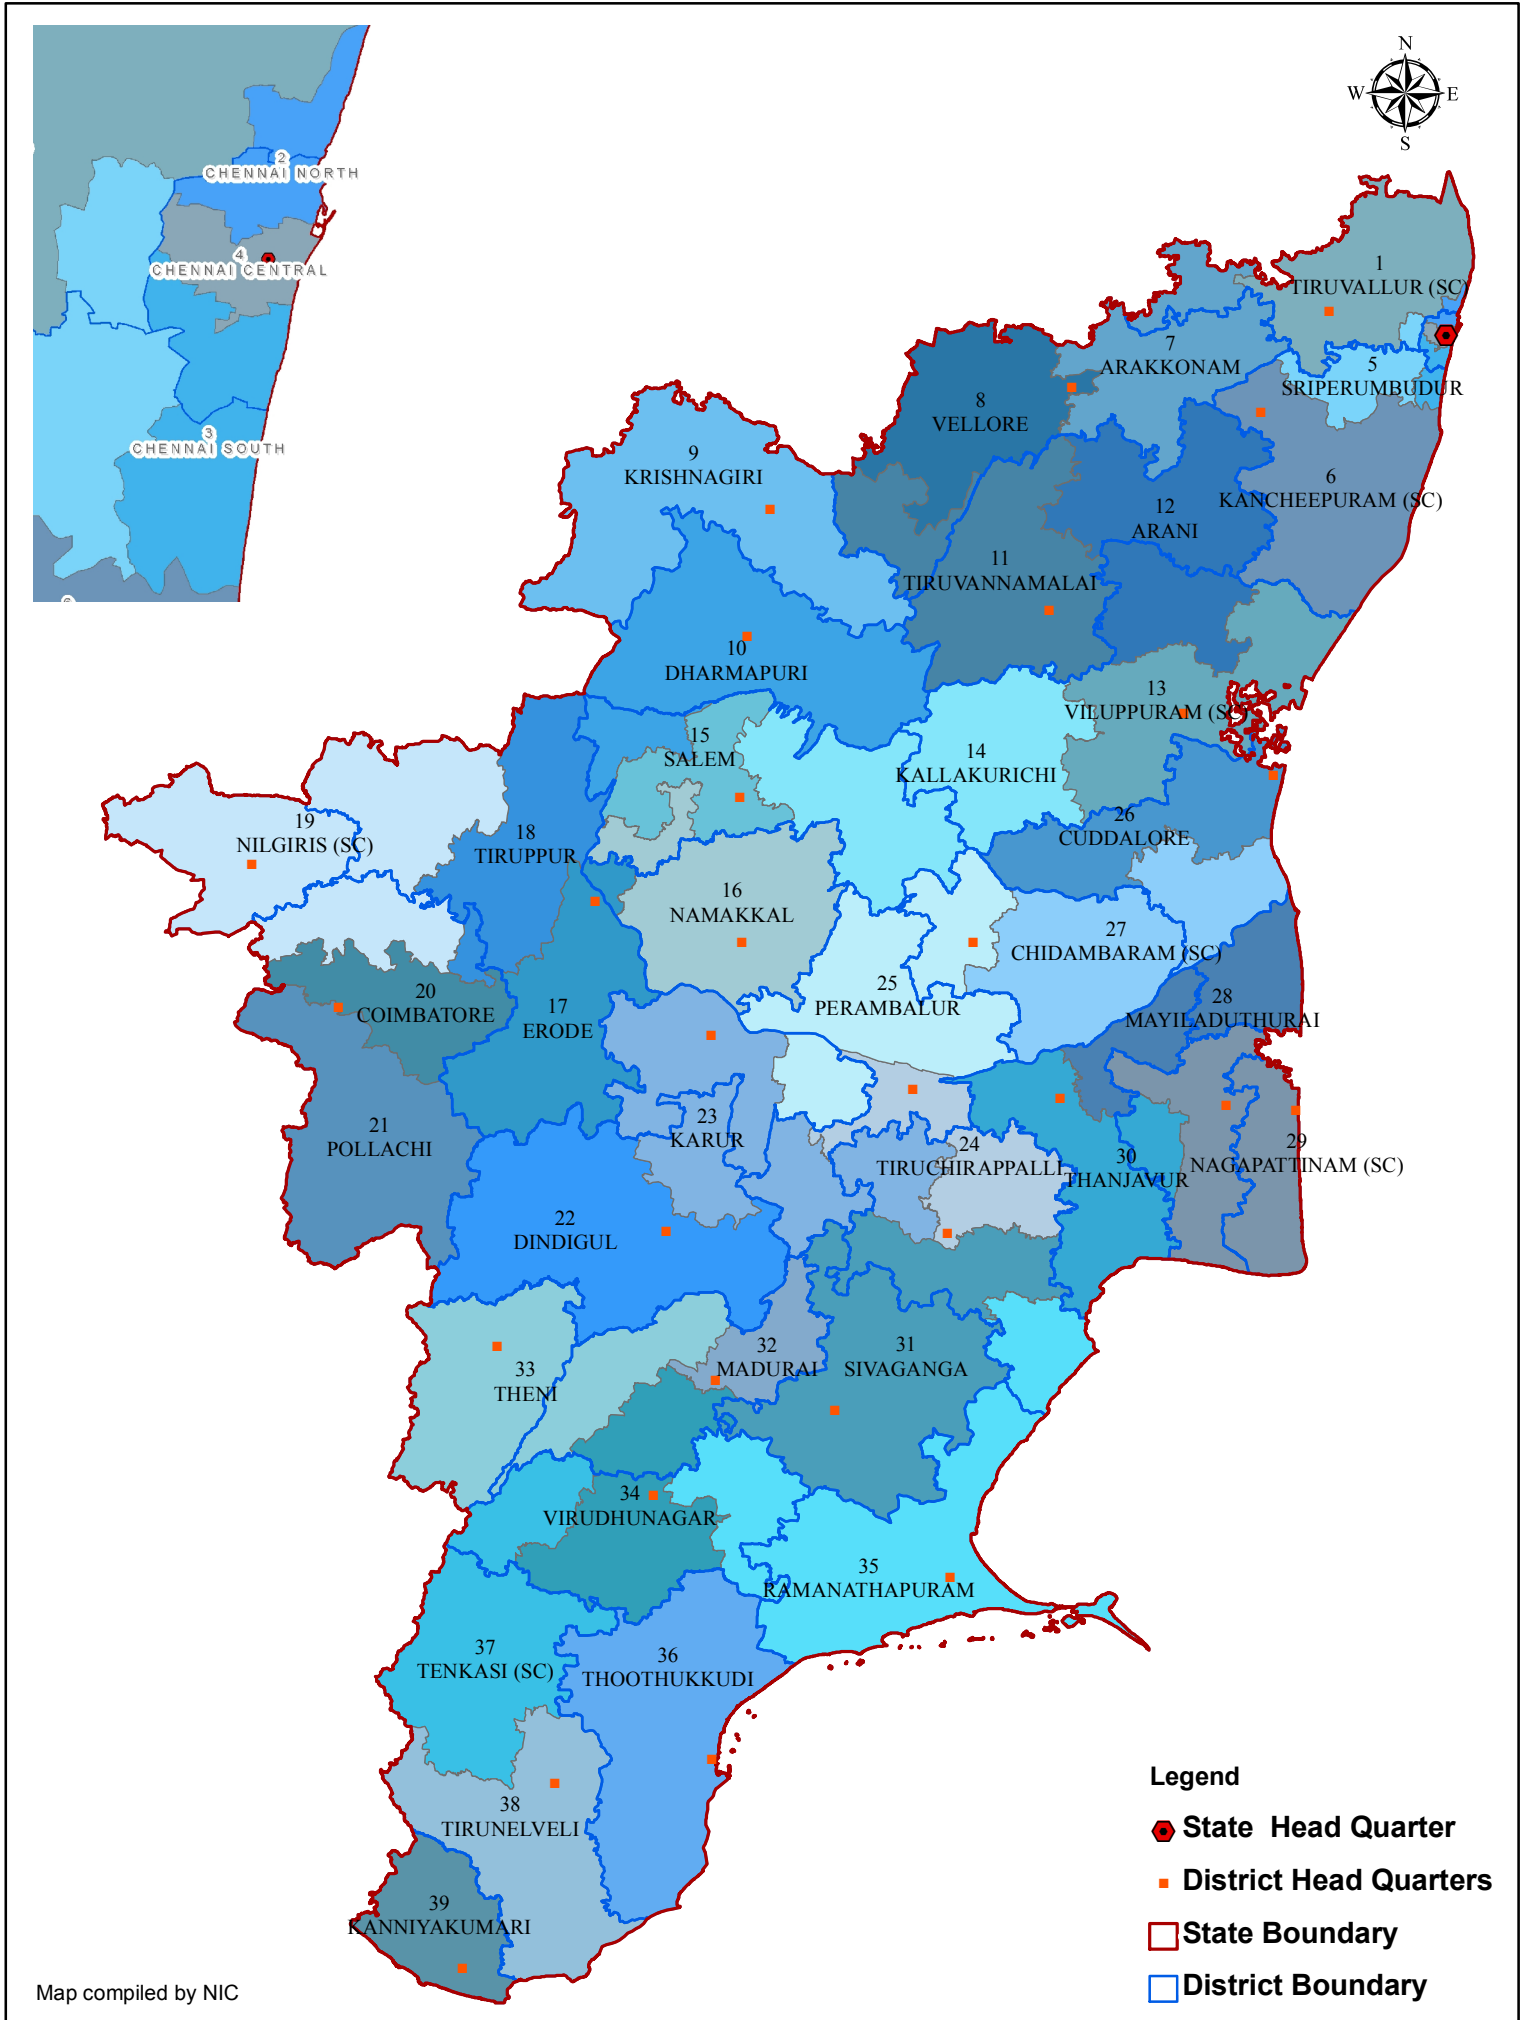 N
W
E
S
2
CHENNAI NORTH
4
CHENNAI CENTRAL
3
CHENNAI SOUTH
1
TIRUVALLUR (SC)
7
ARAKKONAM
5
SRIPERUMBUDUR
8
VELLORE
9
KRISHNAGIRI
6
KANCHEEPURAM (SC)
12
ARANI
11
TIRUVANNAMALAI
10
DHARMAPURI
13
VILUPPURAM (SC)
15
SALEM
14
KALLAKURICHI
19
NILGIRIS (SC)
18
TIRUPPUR
26
CUDDALORE
16
NAMAKKAL
27
CHIDAMBARAM (SC)
25
PERAMBALUR
20
COIMBATORE
17
ERODE
28
MAYILADUTHURAI
21
POLLACHI
23
KARUR
24
TIRUCHIRAPPALLI
30
THANJAVUR
29
NAGAPATTINAM (SC)
22
DINDIGUL
32
MADURAI
31
SIVAGANGA
33
THENI
34
VIRUDHUNAGAR
35
RAMANATHAPURAM
37
TENKASI (SC)
36
THOOTHUKKUDI
38
TIRUNELVELI
39
KANNIYAKUMARI
Legend
State Head Quarter
District Head Quarters
State Boundary
District Boundary
Map compiled by NIC